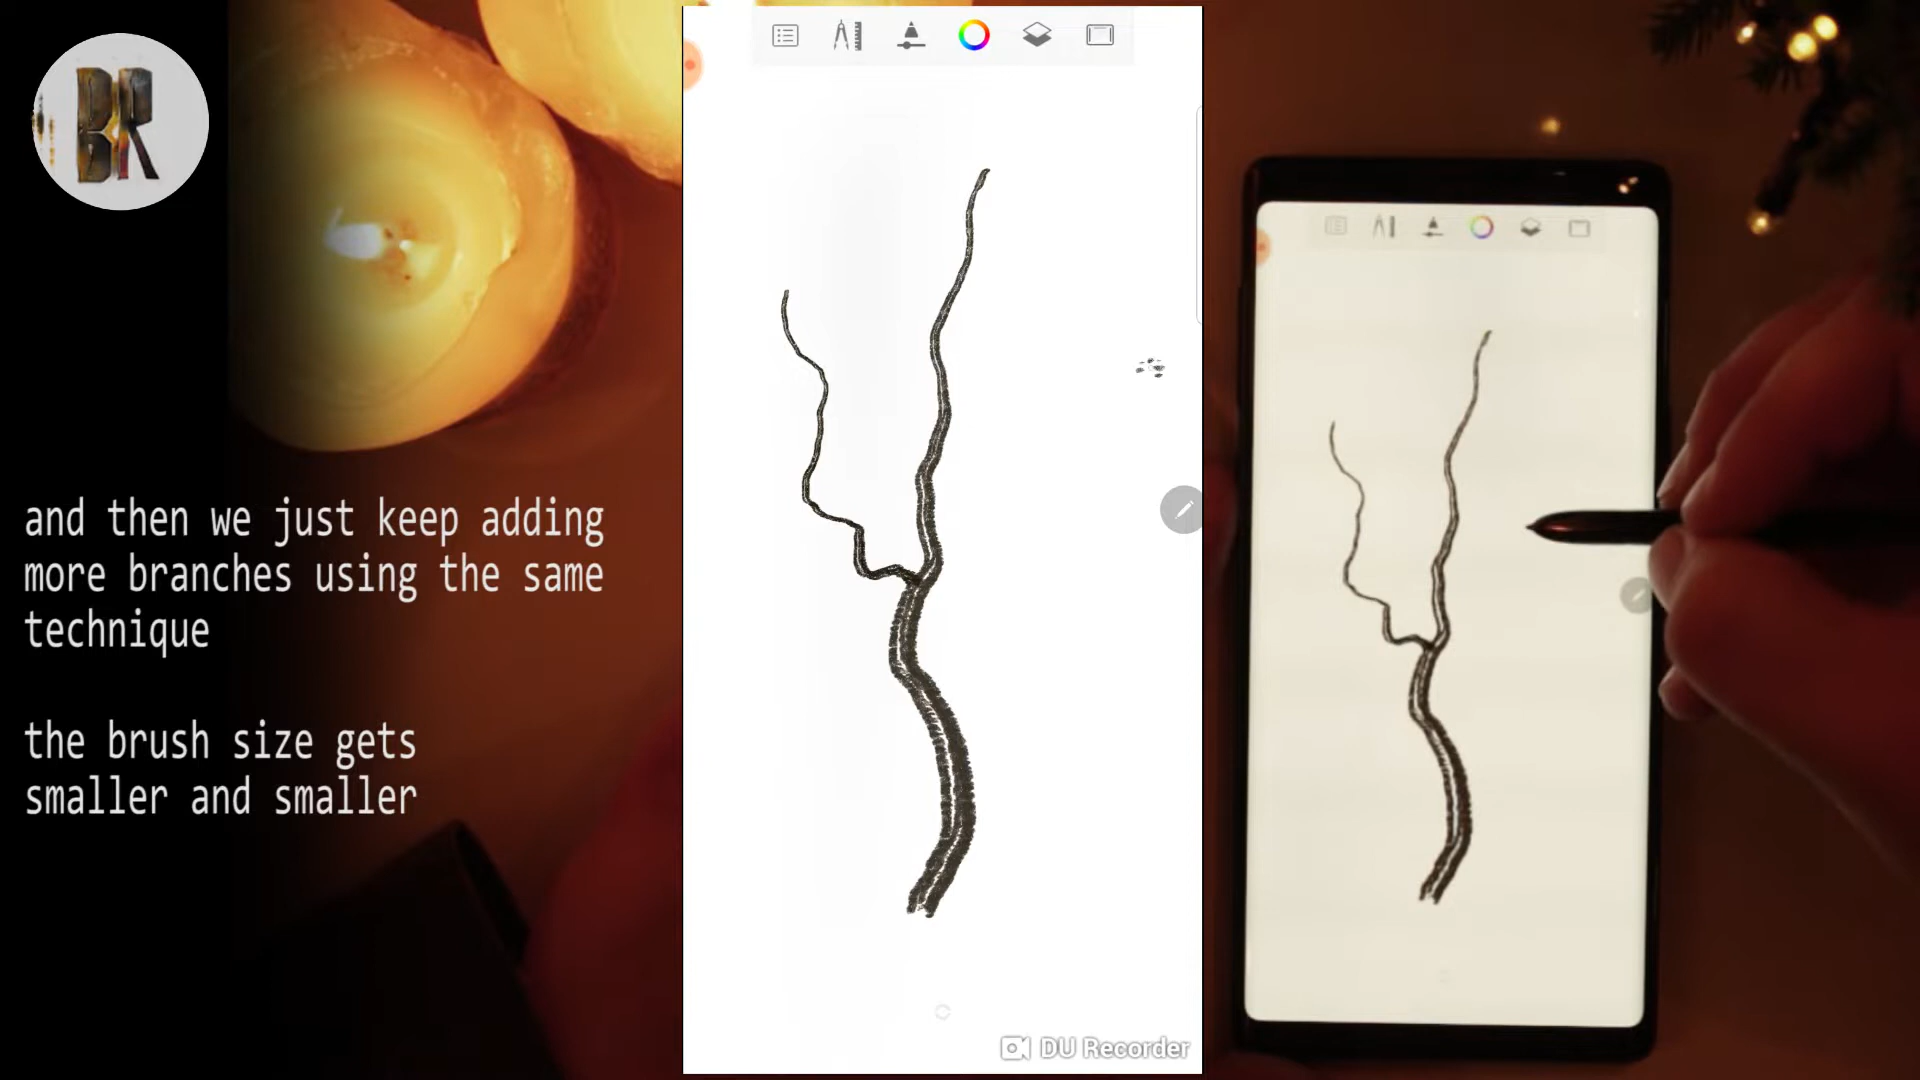 BR
and then we just keep adding
more branches using the same
technique
the brush size gets
smaller and smaller
DU Recorder